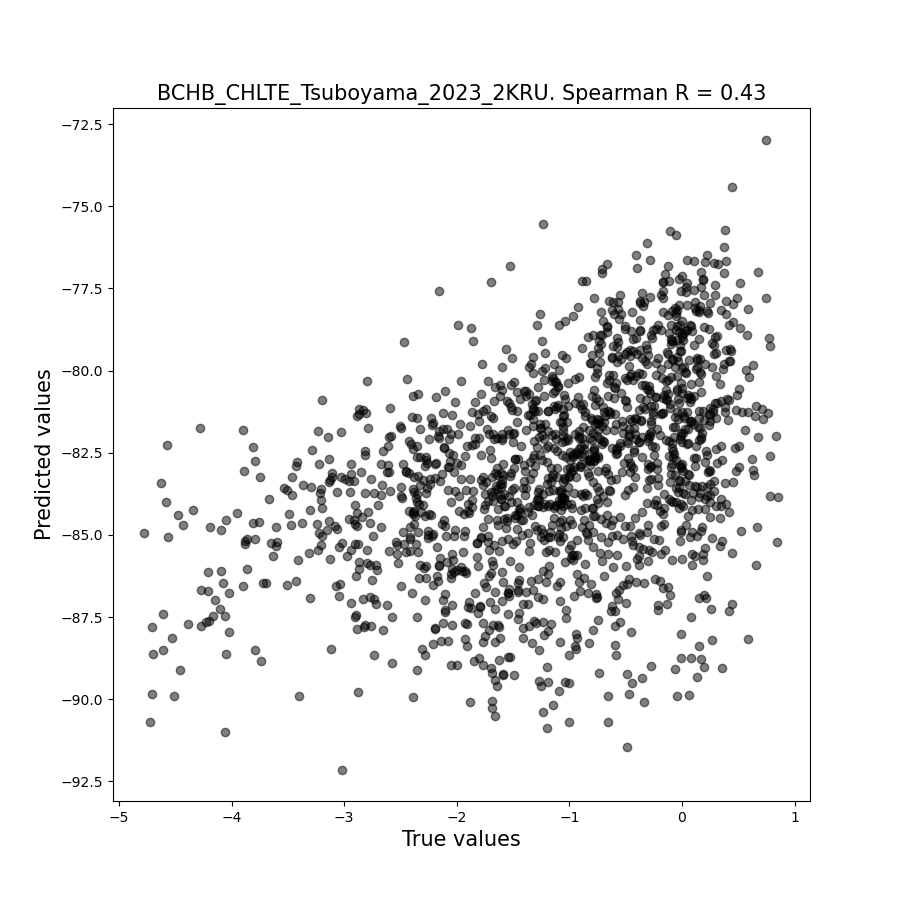 BCHB_CHLTE_Tsuboyama_2023_2KRU. Spearman R = 0.43
−72.5
−75.0
−77.5
−80.0
−82.5
−85.0
−87.5
−90.0
−92.5
Predicted values
−5 −4 −3 −2 −1 0 1
True values